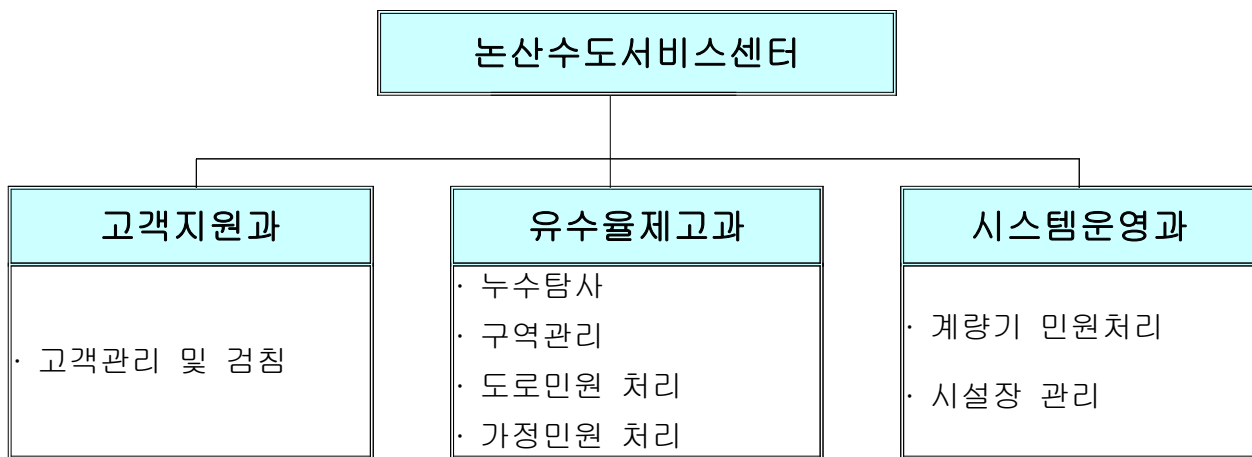 논산수도서비스센터
고객지원과
· 고객관리 및 검침
유수율제고과
· 누수탐사
· 구역관리
· 도로민원 처리
· 가정민원 처리
시스템운영과
· 계량기 민원처리
· 시설장 관리